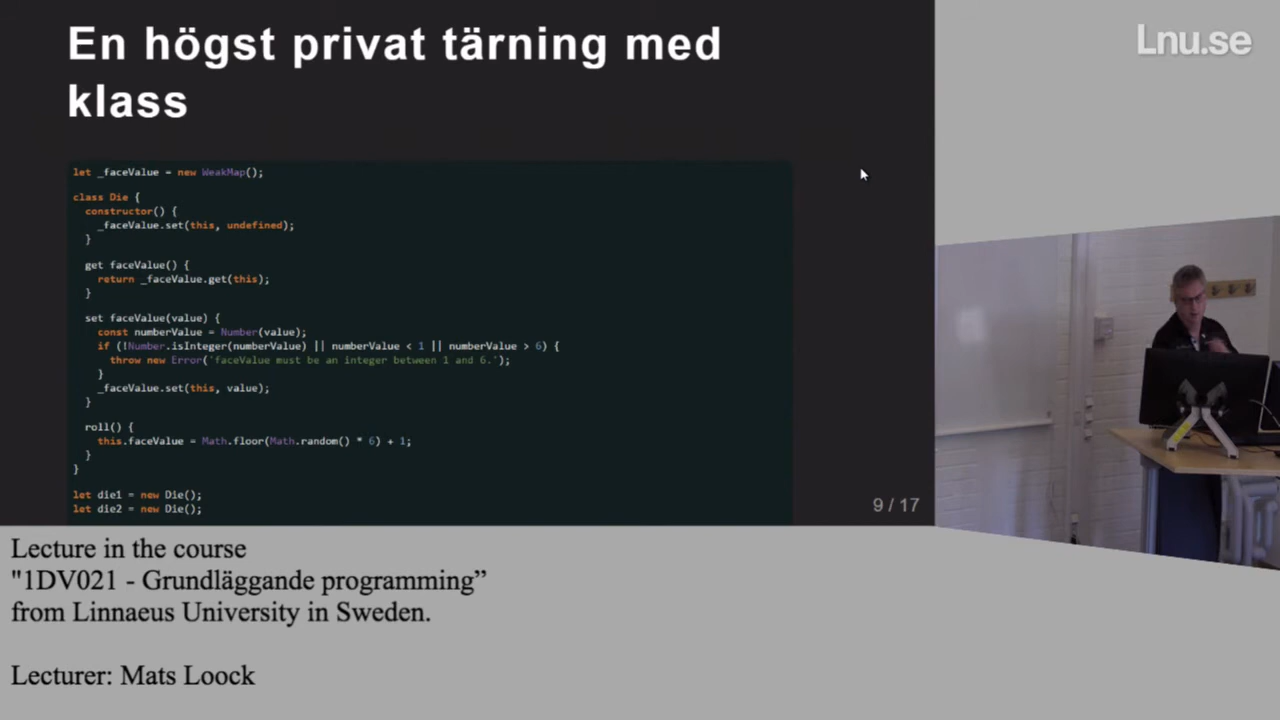 En högst privat tärning med
klass
Lnu.se
let _faceValue = new WeakMap();
class Die {
constructor() {
_faceValue.set(this, undefined);
}
get faceValue() {
return _faceValue.get(this);
}
set faceValue(value) {
const numberValue = Number(value);
if (!Number.isInteger(numberValue) || numberValue < 1 || numberValue > 6) {
throw new Error('faceValue must be an integer between 1 and 6.');
}
_faceValue.set(this, value);
}
roll() {
this.faceValue = Math.floor(Math.random() * 6) + 1;
}
}
let die1 = new Die();
let die2 = new Die();
9 / 17
Lecture in the course
"1DV021 - Grundläggande programming”
from Linnaeus University in Sweden.
Lecturer: Mats Loock